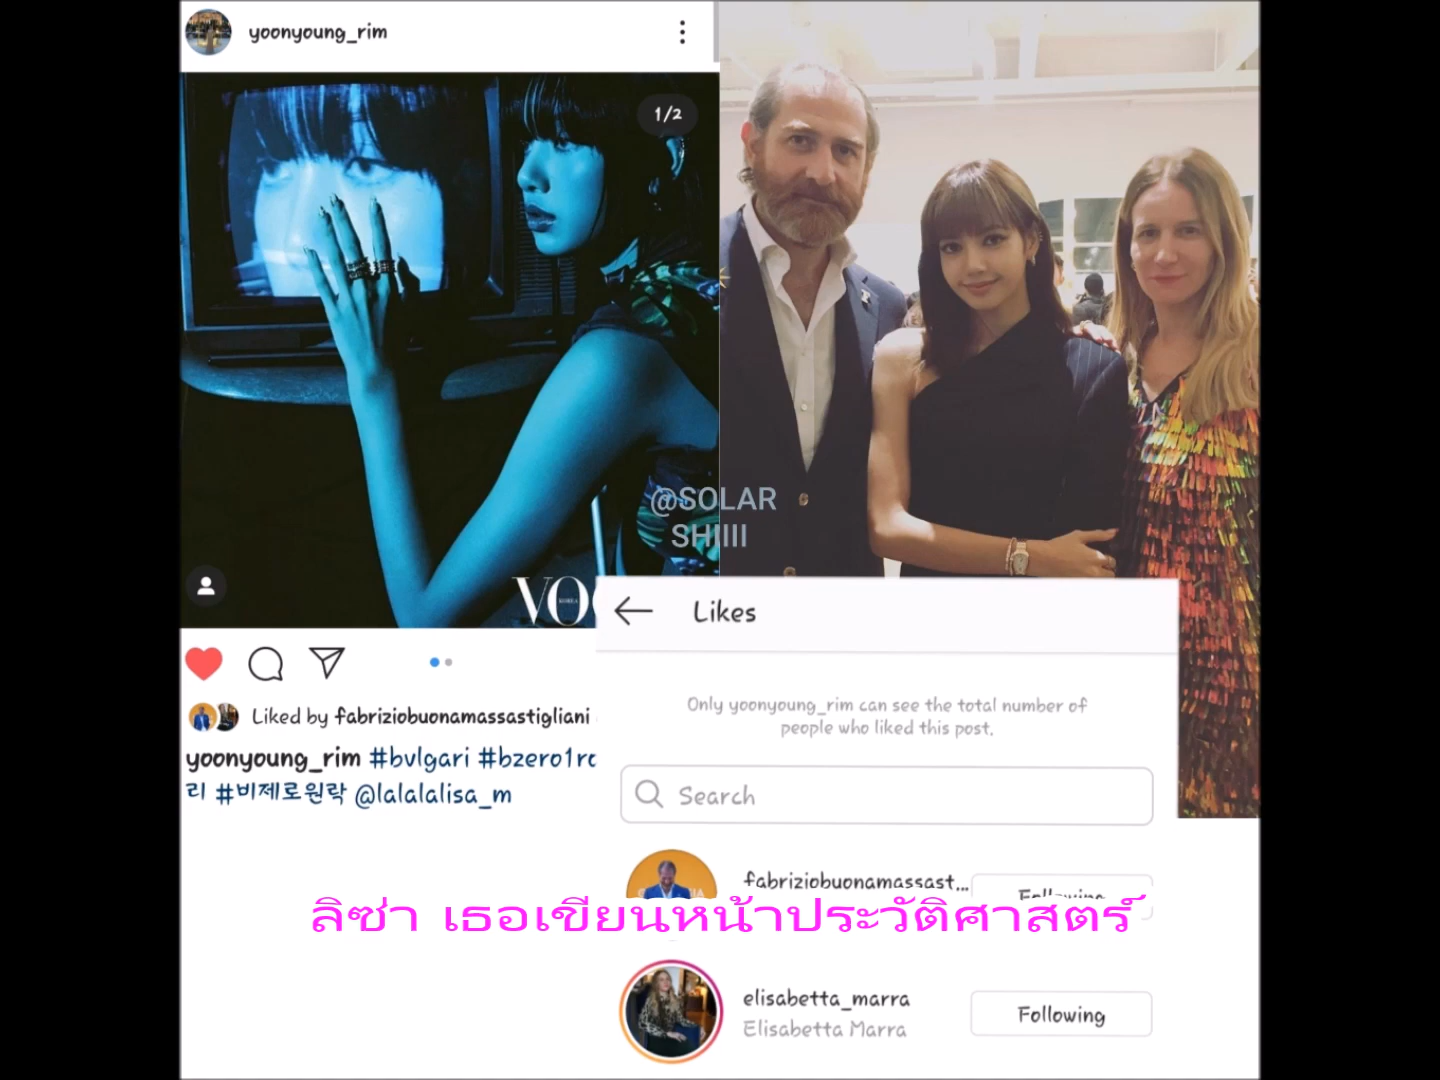 yoonyoung_rim
1/2
@SOLAR
SHIIII
VO
KOREA
Liked by fabriziobuonamassastigliani
yoonyoung_rim #bvlgari #bzero1ro
리 #비제로원락 @lalalalisa_m
Likes
Only yoonyoung_rim can see the total number of
people who liked this post.
Search
fabriziobuonamassast... Following
ลิซ่า เธอเขียนหน้าประวัติศาสตร์
elisabetta_marra
Elisabetta Marra
Following